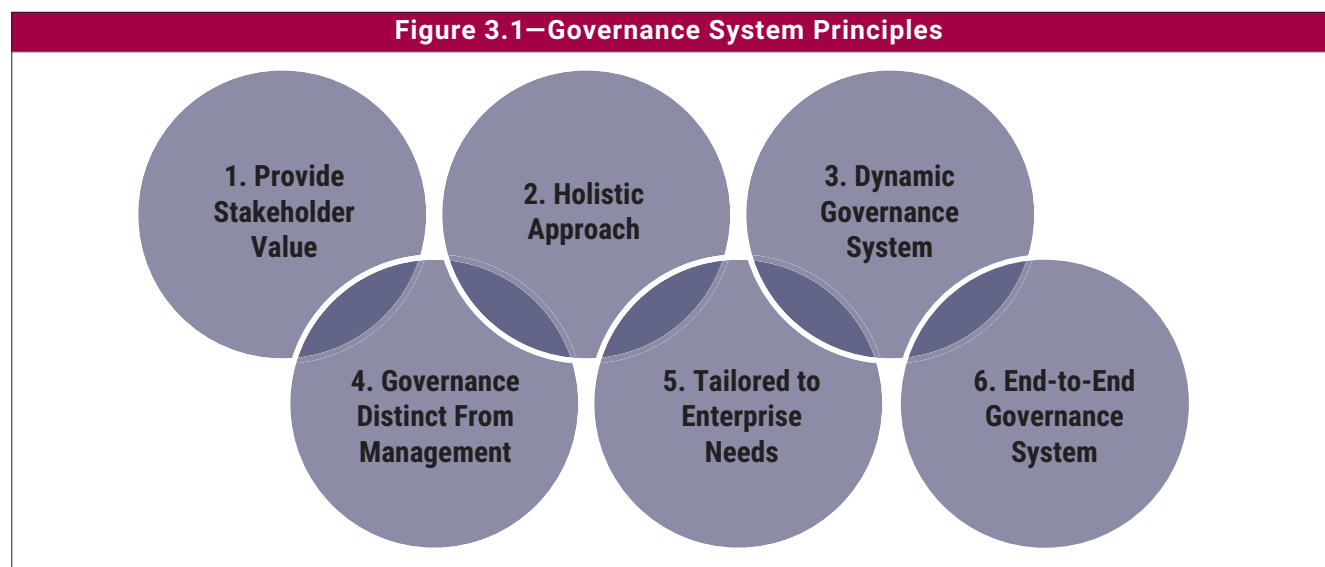 Figure 3.1—Governance System Principles
1. Provide
Stakeholder
Value
2. Holistic
Approach
3. Dynamic
Governance
System
4. Governance
Distinct From
Management
5. Tailored to
Enterprise
Needs
6. End-to-End
Governance
System